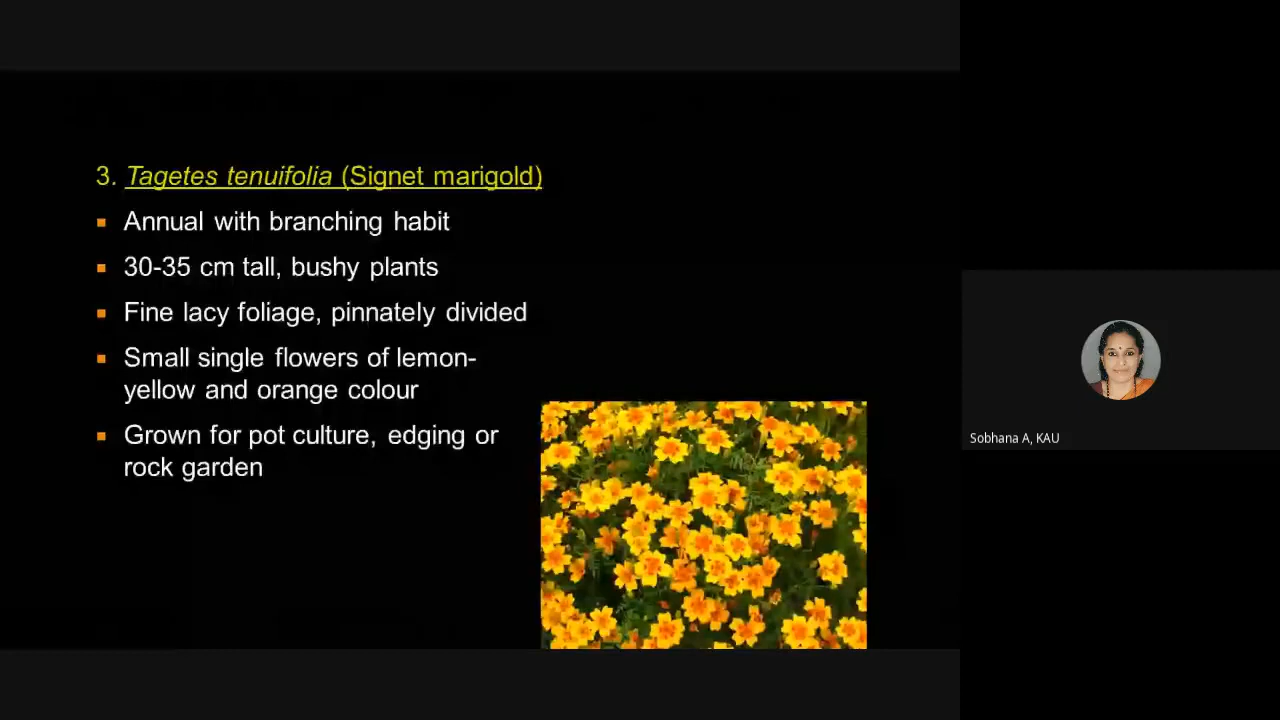 3. Tagetes tenuifolia (Signet marigold)
▪ Annual with branching habit
▪ 30-35 cm tall, bushy plants
▪ Fine lacy foliage, pinnately divided
▪ Small single flowers of lemon-
yellow and orange colour
▪ Grown for pot culture, edging or
rock garden
Sobhana A, KAU